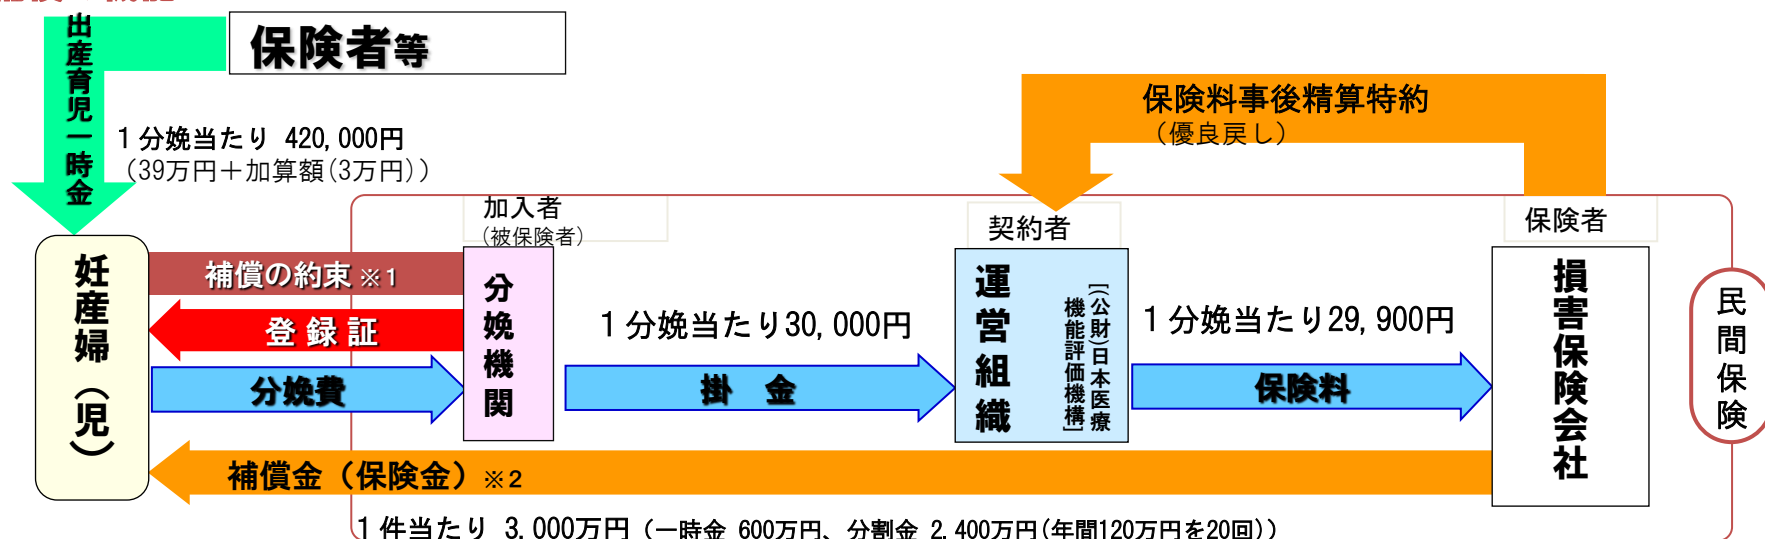 出産育児一時金
保険者等
1分娩当たり 420,000円
（39万円＋加算額(3万円)）
保険料事後精算特約
（優良戻し）
加入者
(被保険者)
契約者
保険者
妊産婦（児）
補償の約束 ※1
登録証
分娩費
分娩機関
1分娩当たり30,000円
掛 金
運営組織
[(公財)日本医療
機能評価機構]
1分娩当たり29,900円
保険料
損害保険会社
民間保険
補償金（保険金）※2
1件当たり 3,000万円（一時金 600万円、分割金 2,400万円(年間120万円を20回)）